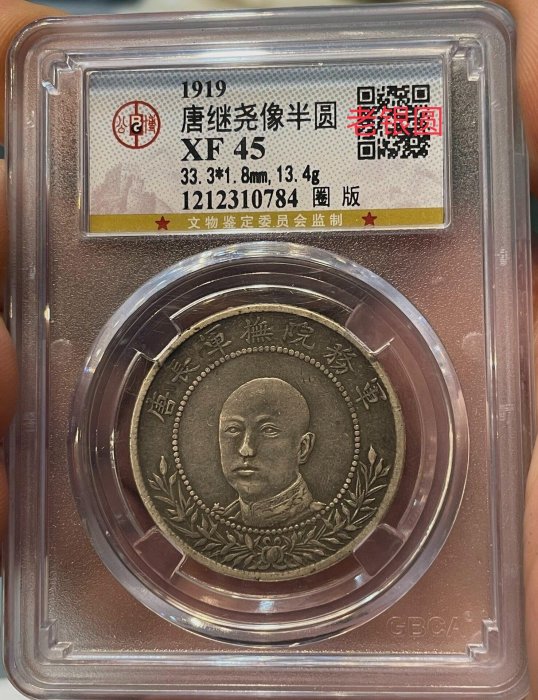 1919
唐继尧像半圆
老银圆
XF 45
33.3*1.8mm,13.4g
1212310784 圈 版
★ 文物鉴定委员会监制 ★
公博
軍務院撫軍長唐
GBCA